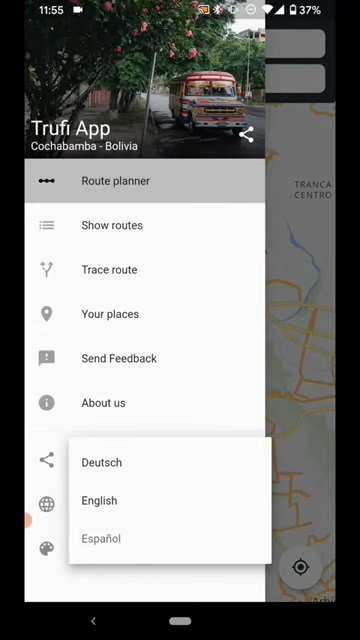 11:55
37%
Trufi App
Cochabamba - Bolivia
TRANCA
CENTRO
Route planner
Show routes
Trace route
Your places
Send Feedback
About us
Deutsch
English
Español